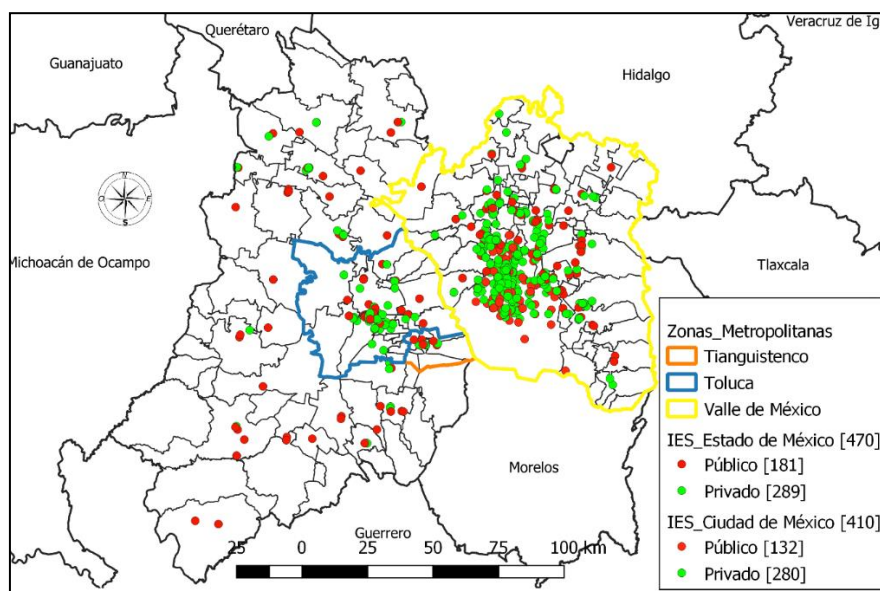 Querétaro
Veracruz de Ig
Guanajuato
Hidalgo
N
O
E
S
Michoacán de Ocampo
Tlaxcala
Zonas_Metropolitanas
Tianguistenco
Toluca
Valle de México
IES_Estado de México [470]
Público [181]
Privado [289]
IES_Ciudad de México [410]
Público [132]
Privado [280]
Morelos
Guerrero
25 0 25 50 75 100 km